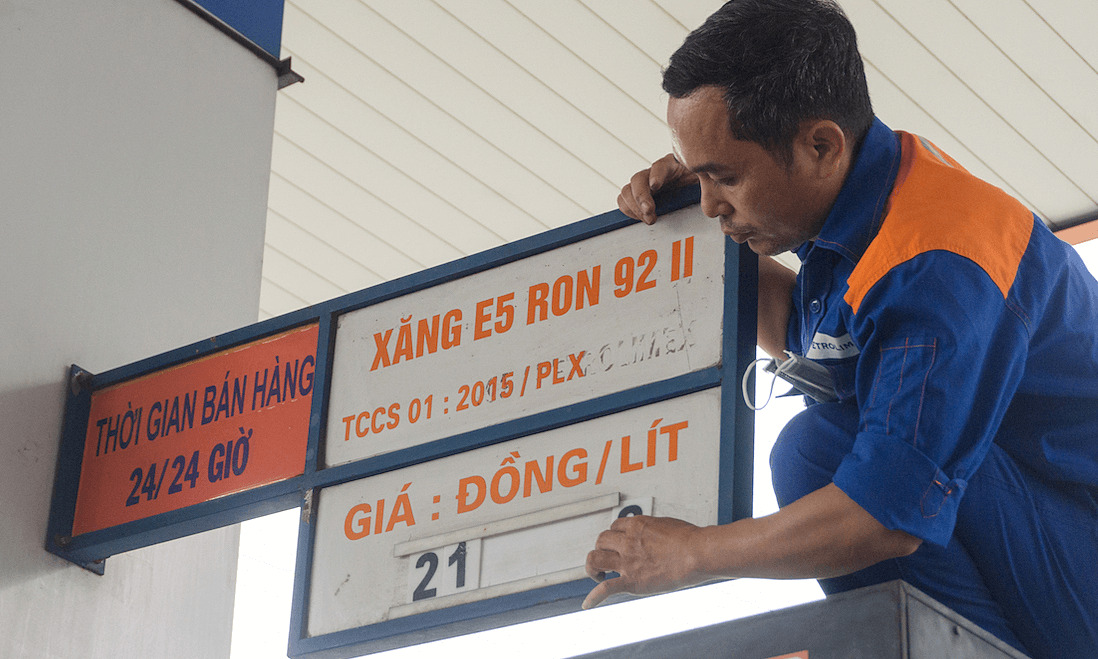 THỜI GIAN BÁN HÀNG
24/24 GIỜ
XĂNG E5 RON 92 II
TCCS 01 : 2015 / PEX
GIÁ : ĐỒNG/LÍT
21